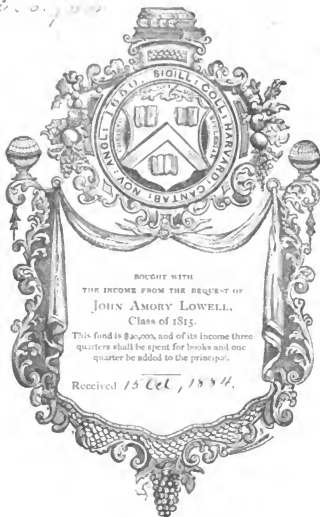 SIGILL : COLL : HARVARD : CANTAB : NOV : ANGL : 1650.
BOUGHT WITH
THE INCOME FROM THE BEQUEST OF
JOHN AMORY LOWELL,
Class of 1815.
This fund is $20,000, and of its income three
quarters shall be spent for books and one
quarter be added to the principal.
Received 15 Oct, 1884.